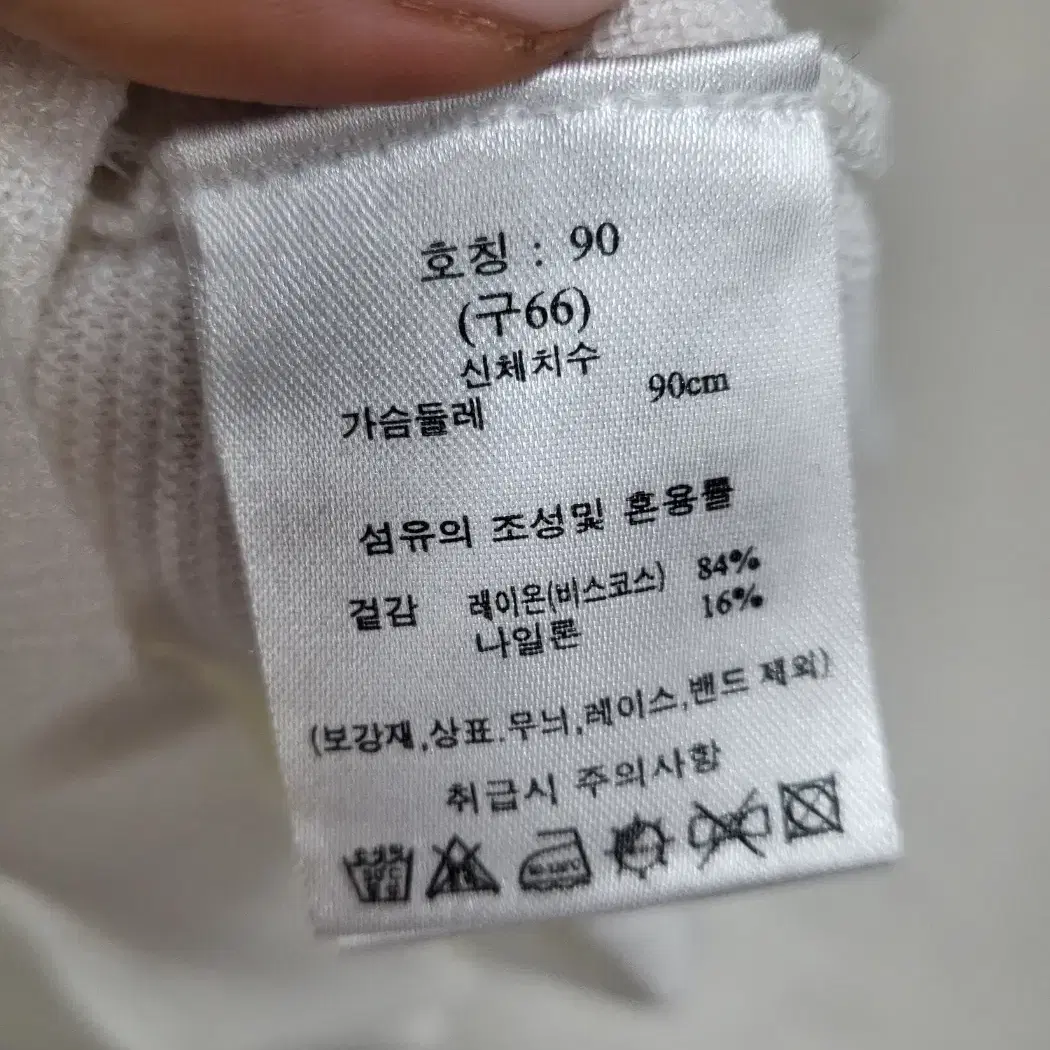 호칭 : 90
(구66)
신체치수
가슴둘레 90cm
섬유의 조성및 혼용률
겉감 레이온(비스코스) 84%
나일론 16%
(보강재,상표.무늬,레이스,밴드 제외)
취급시 주의사항